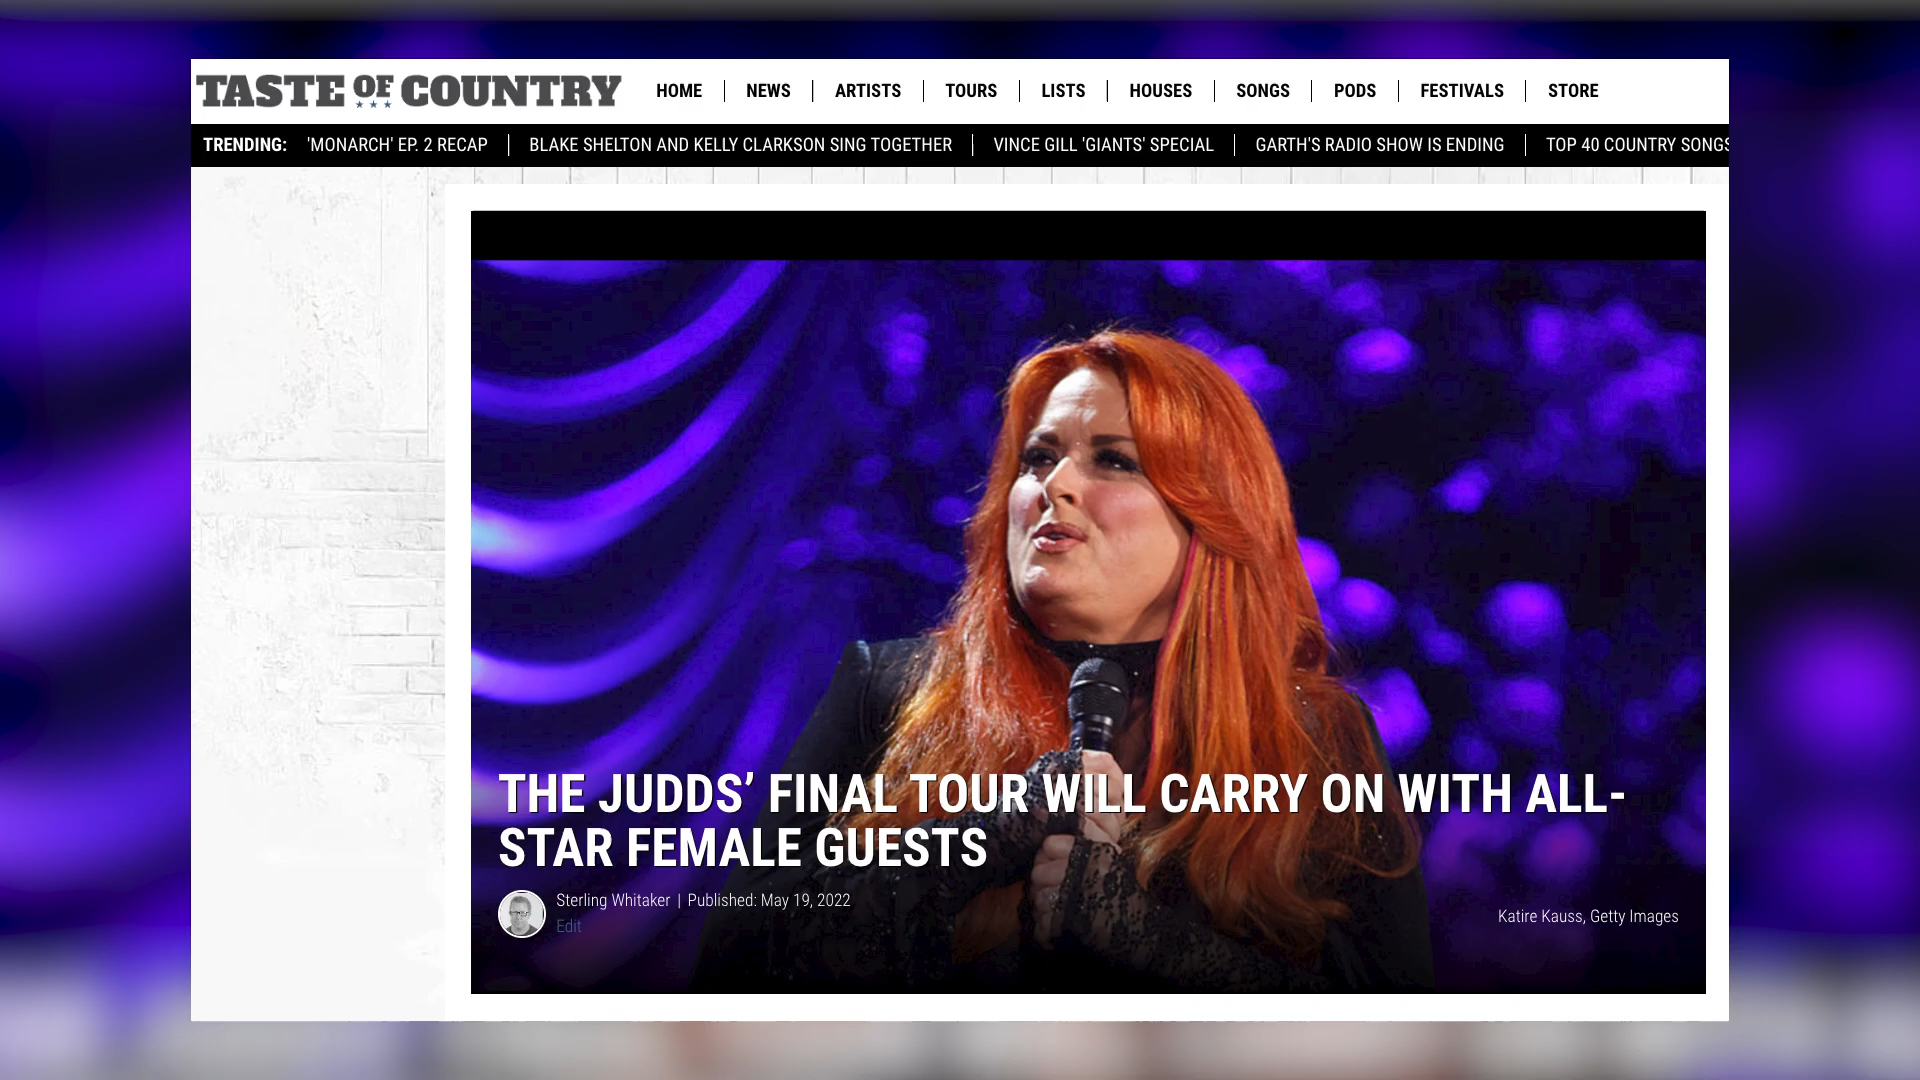 TASTE OF COUNTRY
HOME NEWS ARTISTS TOURS LISTS HOUSES SONGS PODS FESTIVALS STORE
TRENDING: 'MONARCH' EP. 2 RECAP BLAKE SHELTON AND KELLY CLARKSON SING TOGETHER VINCE GILL 'GIANTS' SPECIAL GARTH'S RADIO SHOW IS ENDING TOP 40 COUNTRY SONGS
THE JUDDS’ FINAL TOUR WILL CARRY ON WITH ALL-
STAR FEMALE GUESTS
Sterling Whitaker | Published: May 19, 2022
Edit
Katire Kauss, Getty Images